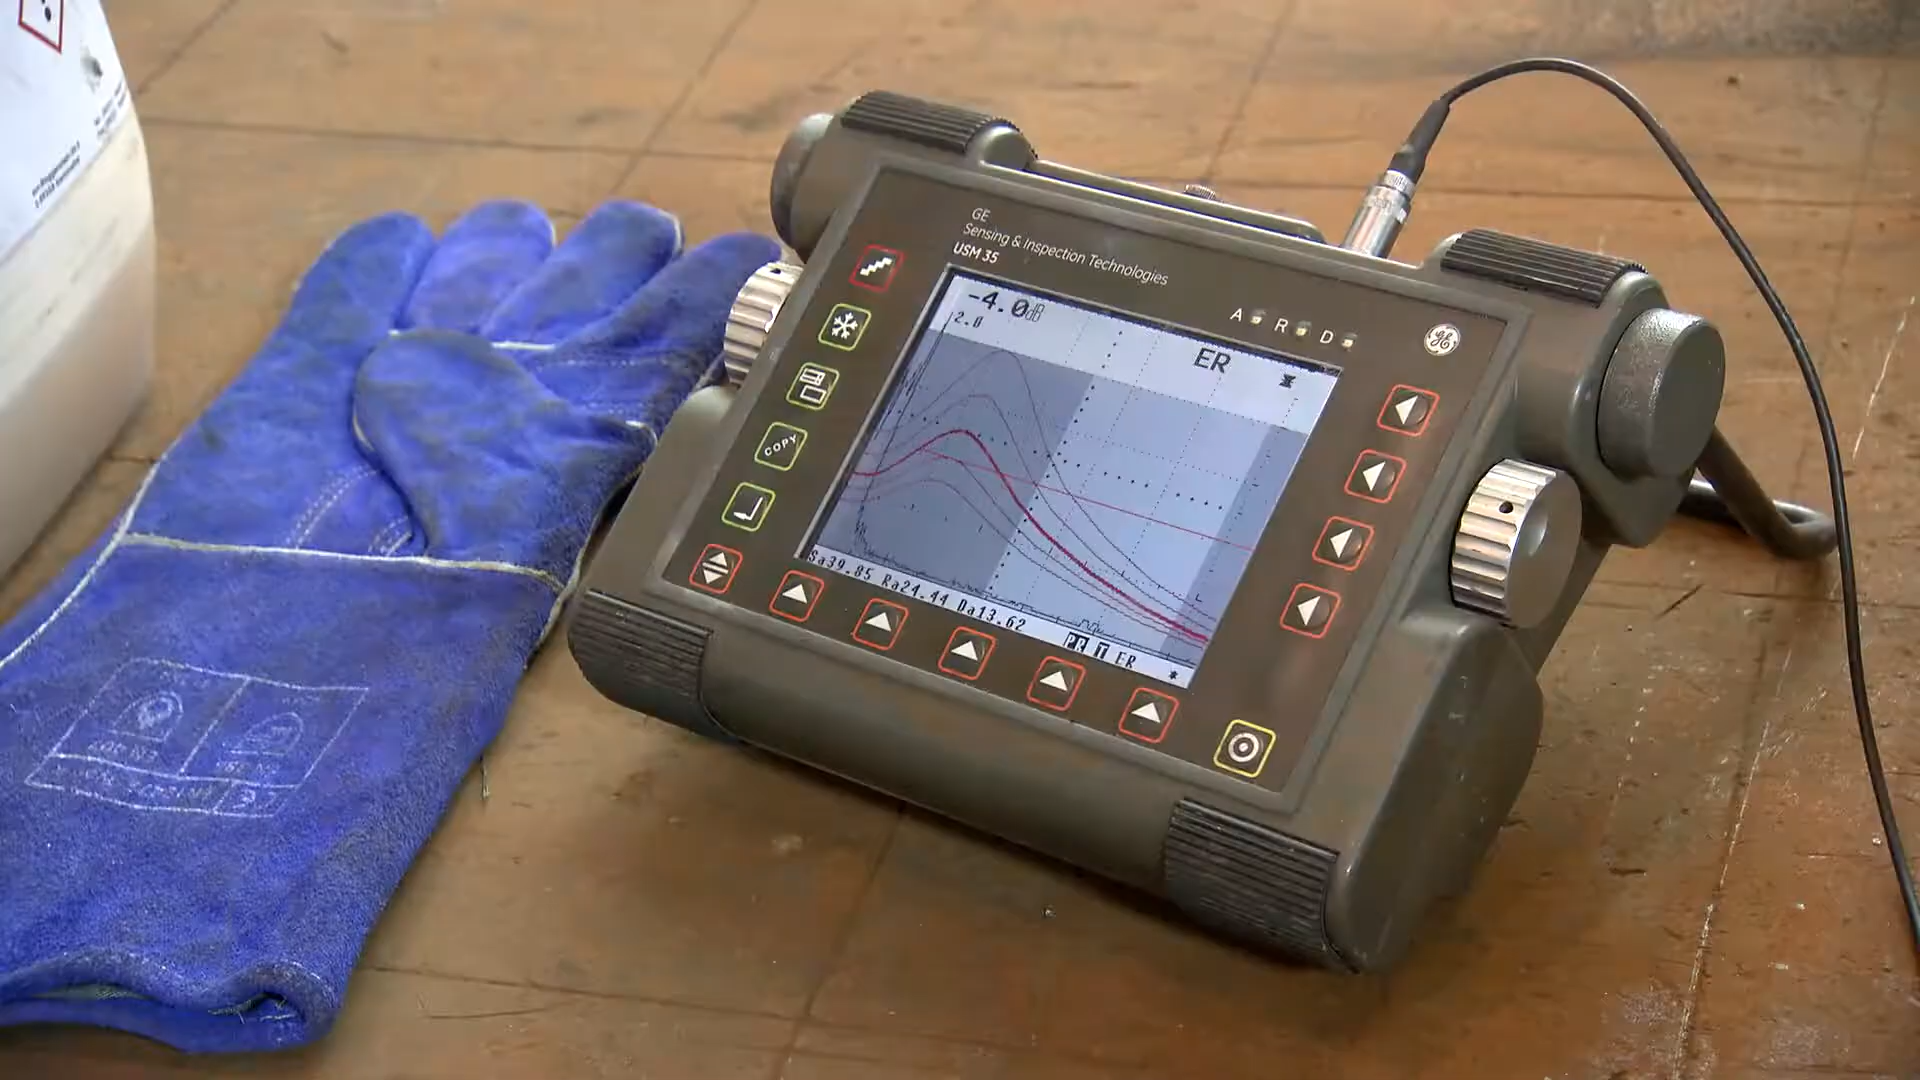 GE
Sensing & Inspection Technologies
USM 35
A R D
-4.0dB
2.0
ER
COPY
Sa39.85 Ra24.44 Da13.62
PR T ER *